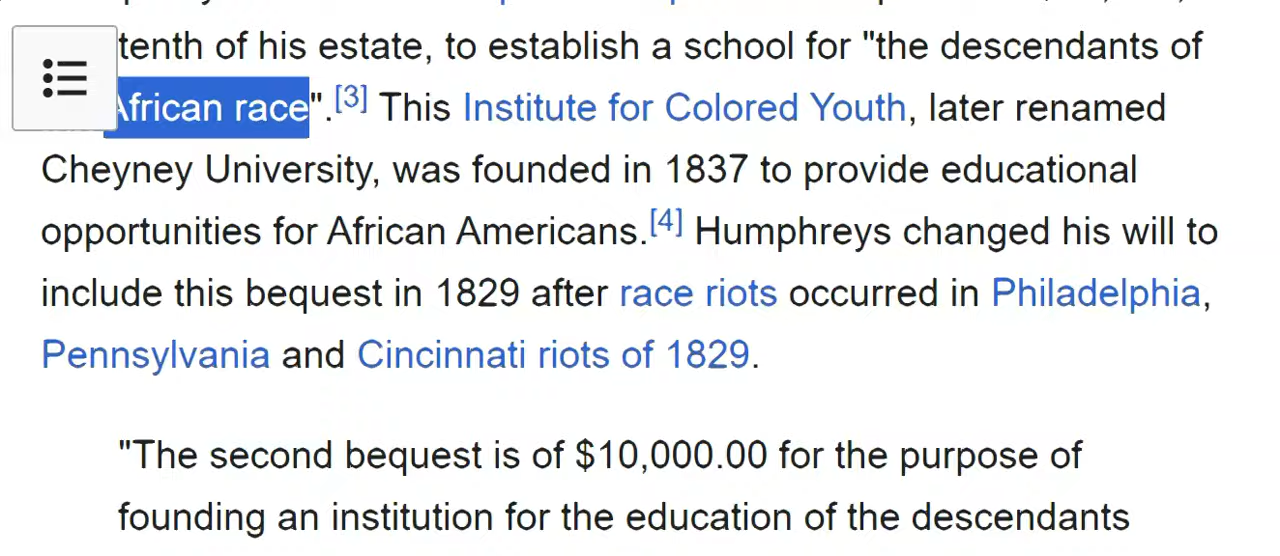 tenth of his estate, to establish a school for "the descendants of
African race".[3] This Institute for Colored Youth, later renamed
Cheyney University, was founded in 1837 to provide educational
opportunities for African Americans.[4] Humphreys changed his will to
include this bequest in 1829 after race riots occurred in Philadelphia,
Pennsylvania and Cincinnati riots of 1829.
"The second bequest is of $10,000.00 for the purpose of
founding an institution for the education of the descendants